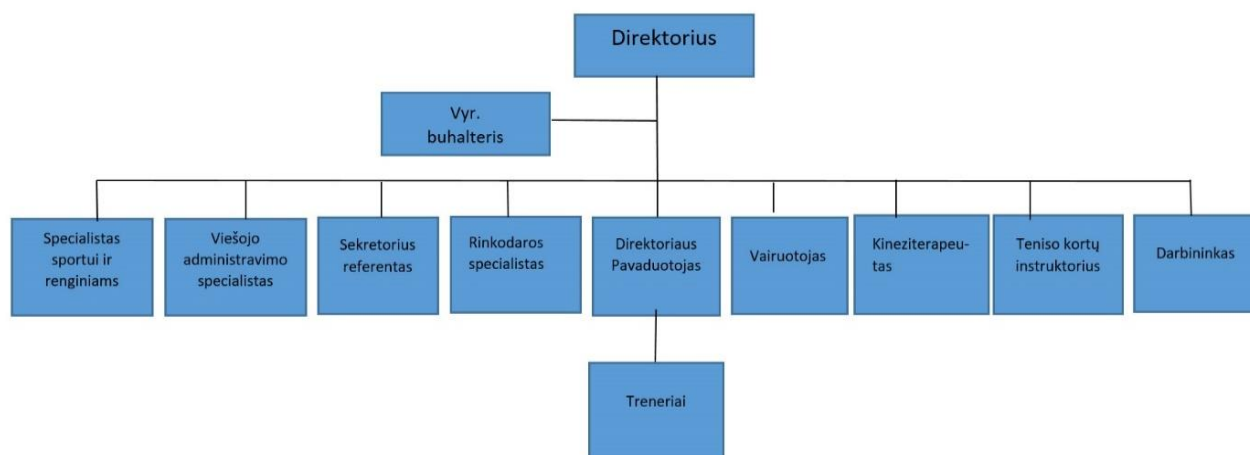 Direktorius
Vyr.
buhalteris
Specialistas
sportui ir
renginiams
Viešojo
administravimo
specialistas
Sekretorius
referentas
Rinkodaros
specialistas
Direktoriaus
Pavaduotojas
Vairuotojas
Kineziterapeu-
tas
Teniso kortų
instruktorius
Darbininkas
Treneriai